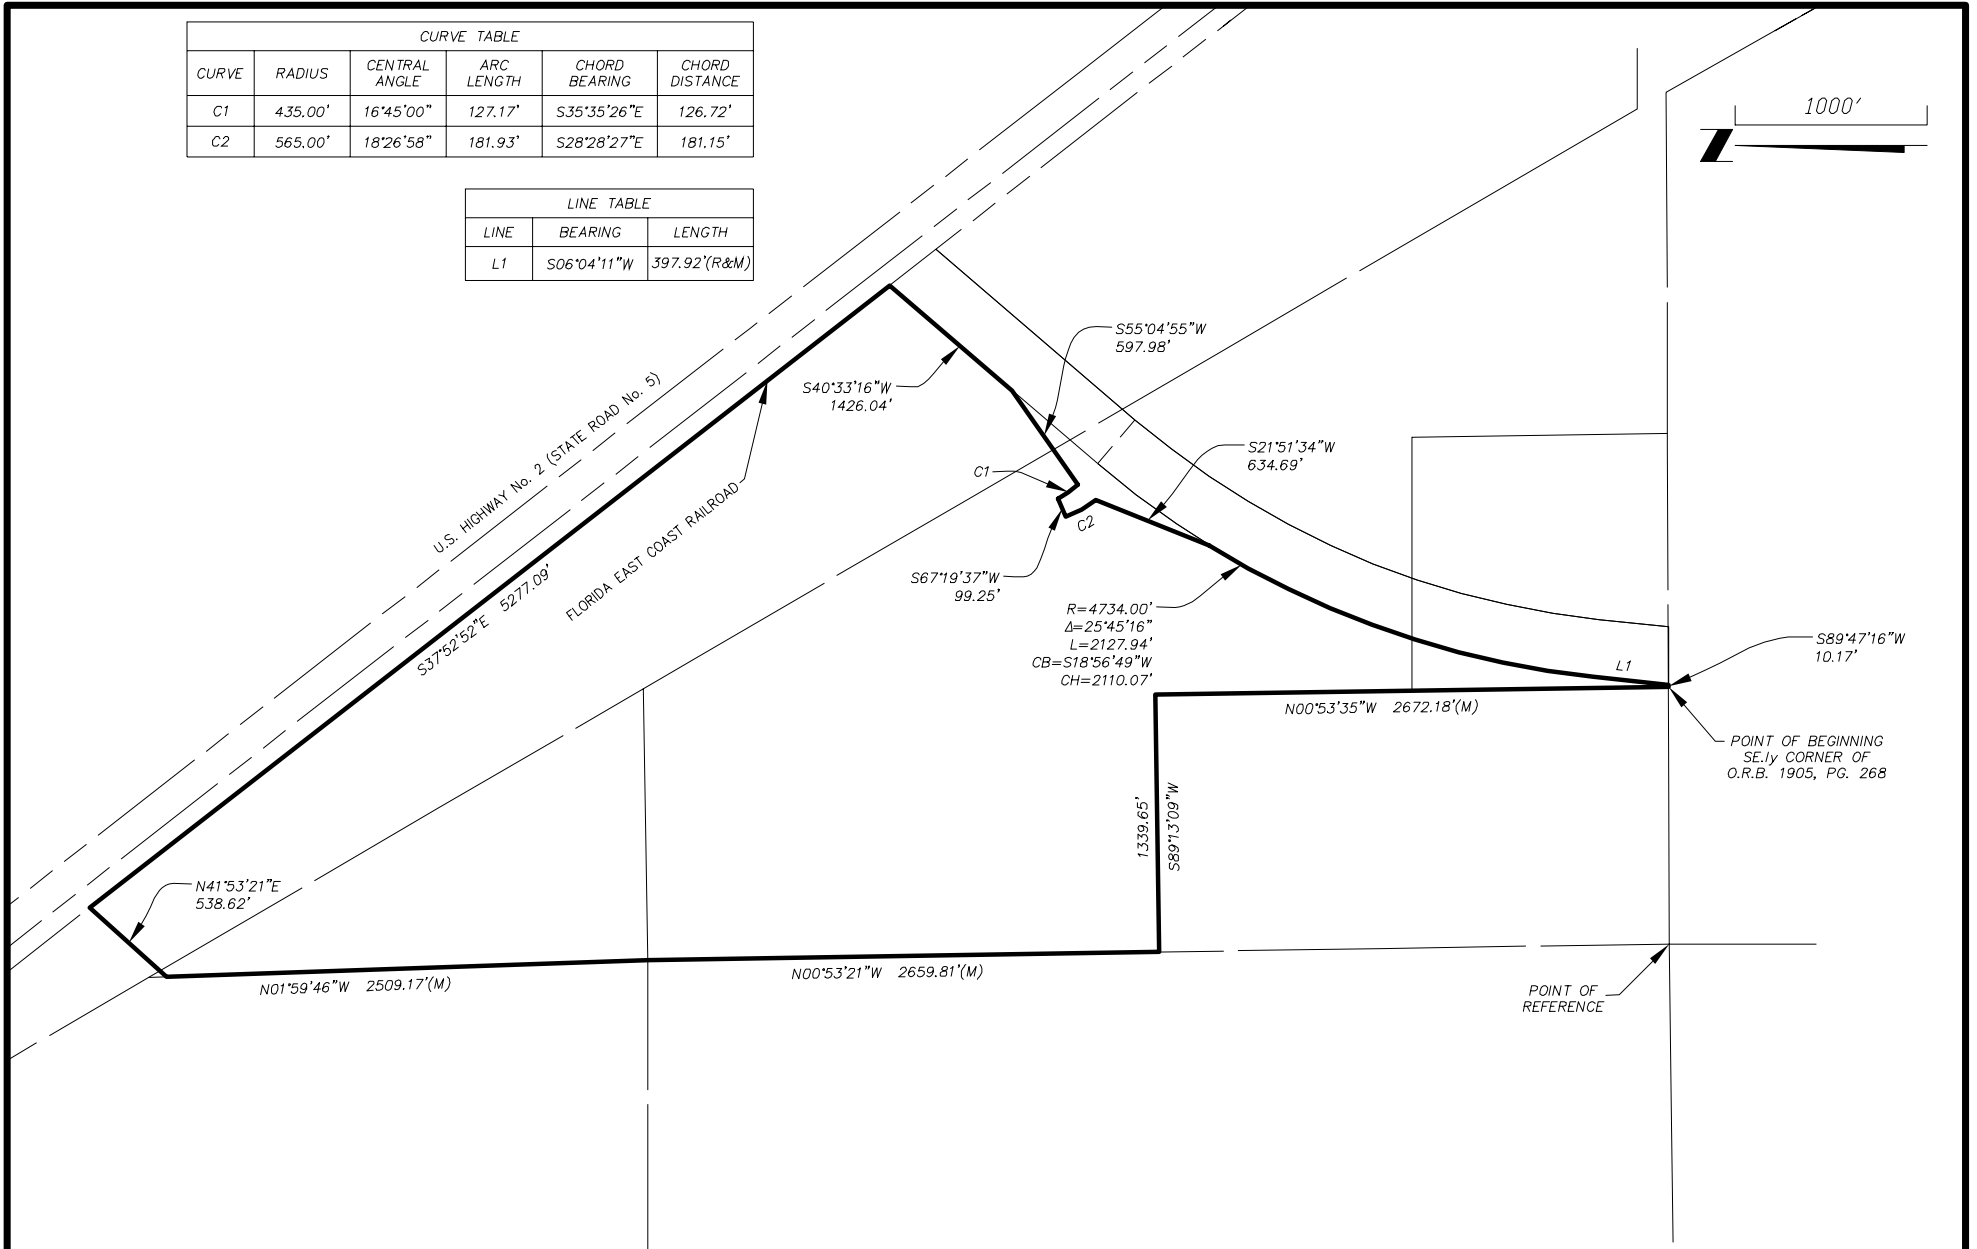 CURVE TABLE
CURVE RADIUS CENTRAL ANGLE ARC LENGTH CHORD BEARING CHORD DISTANCE
C1 435.00' 16°45'00" 127.17' S35°35'26"E 126.72'
C2 565.00' 18°26'58" 181.93' S28°28'27"E 181.15'
LINE TABLE
LINE BEARING LENGTH
L1 S06°04'11"W 397.92'(R&M)
1000'
Z
S55°04'55"W
597.98'
S40°33'16"W
1426.04'
U.S. HIGHWAY No. 2 (STATE ROAD No. 5)
FLORIDA EAST COAST RAILROAD
S37°52'52"E 5277.09'
C1
C2
S21°51'34"W
634.69'
S67°19'37"W
99.25'
R=4734.00'
Δ=25°45'16"
L=2127.94'
CB=S18°56'49"W
CH=2110.07'
L1
S89°47'16"W
10.17'
N00°53'35"W 2672.18'(M)
POINT OF BEGINNING
SE.ly CORNER OF
O.R.B. 1905, PG. 268
1339.65'
S89°13'09"W
N41°53'21"E
538.62'
N01°59'46"W 2509.17'(M)
N00°53'21"W 2659.81'(M)
POINT OF
REFERENCE